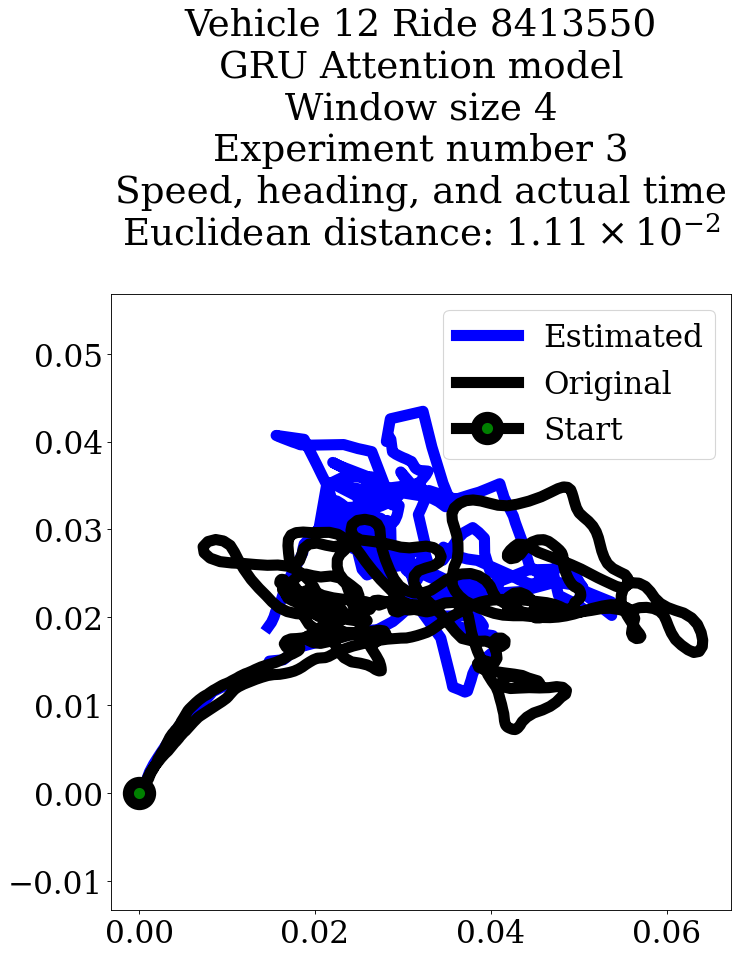 Vehicle 12 Ride 8413550
GRU Attention model
Window size 4
Experiment number 3
Speed, heading, and actual time
Euclidean distance: 1.11 × 10⁻²
Estimated
Original
Start
0.05
0.04
0.03
0.02
0.01
0.00
−0.01
0.00 0.02 0.04 0.06